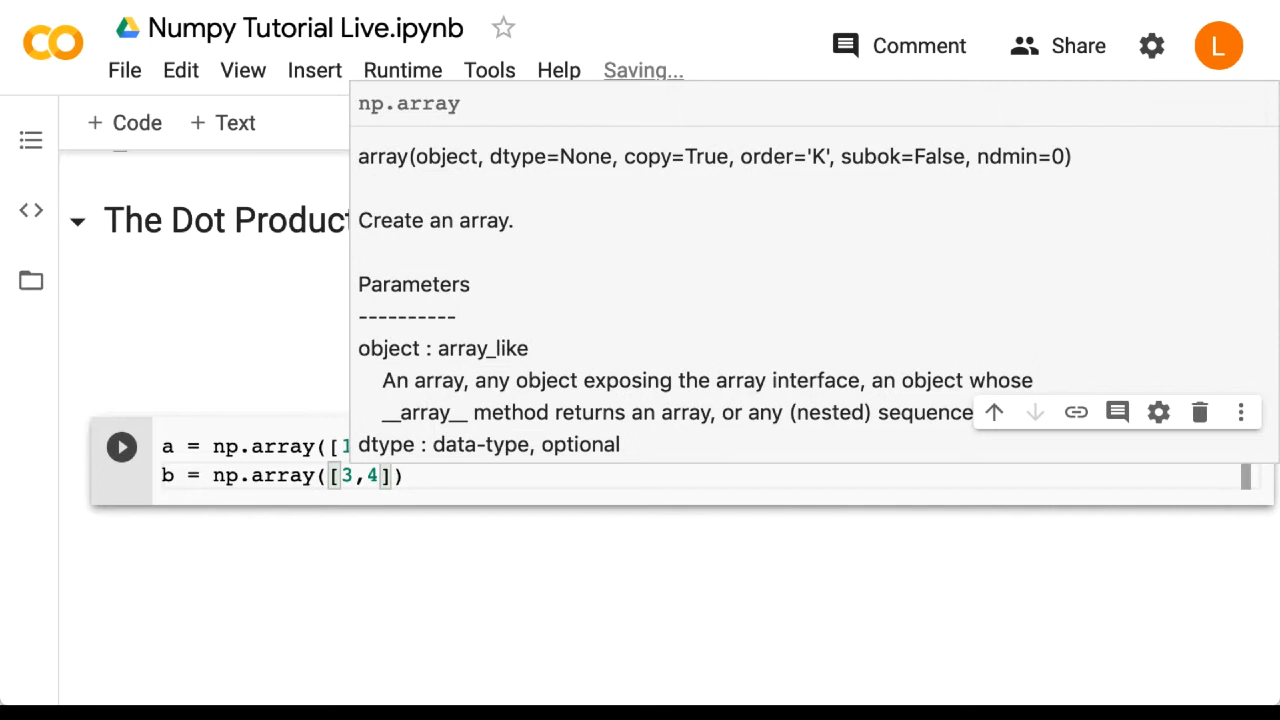 Numpy Tutorial Live.ipynb
Comment
Share
L
File Edit View Insert Runtime Tools Help Saving...
+ Code + Text
np.array
array(object, dtype=None, copy=True, order='K', subok=False, ndmin=0)
The Dot Product
Create an array.
Parameters
----------
object : array_like
An array, any object exposing the array interface, an object whose
__array__ method returns an array, or any (nested) sequence
dtype : data-type, optional
a = np.array([1
b = np.array([3,4])